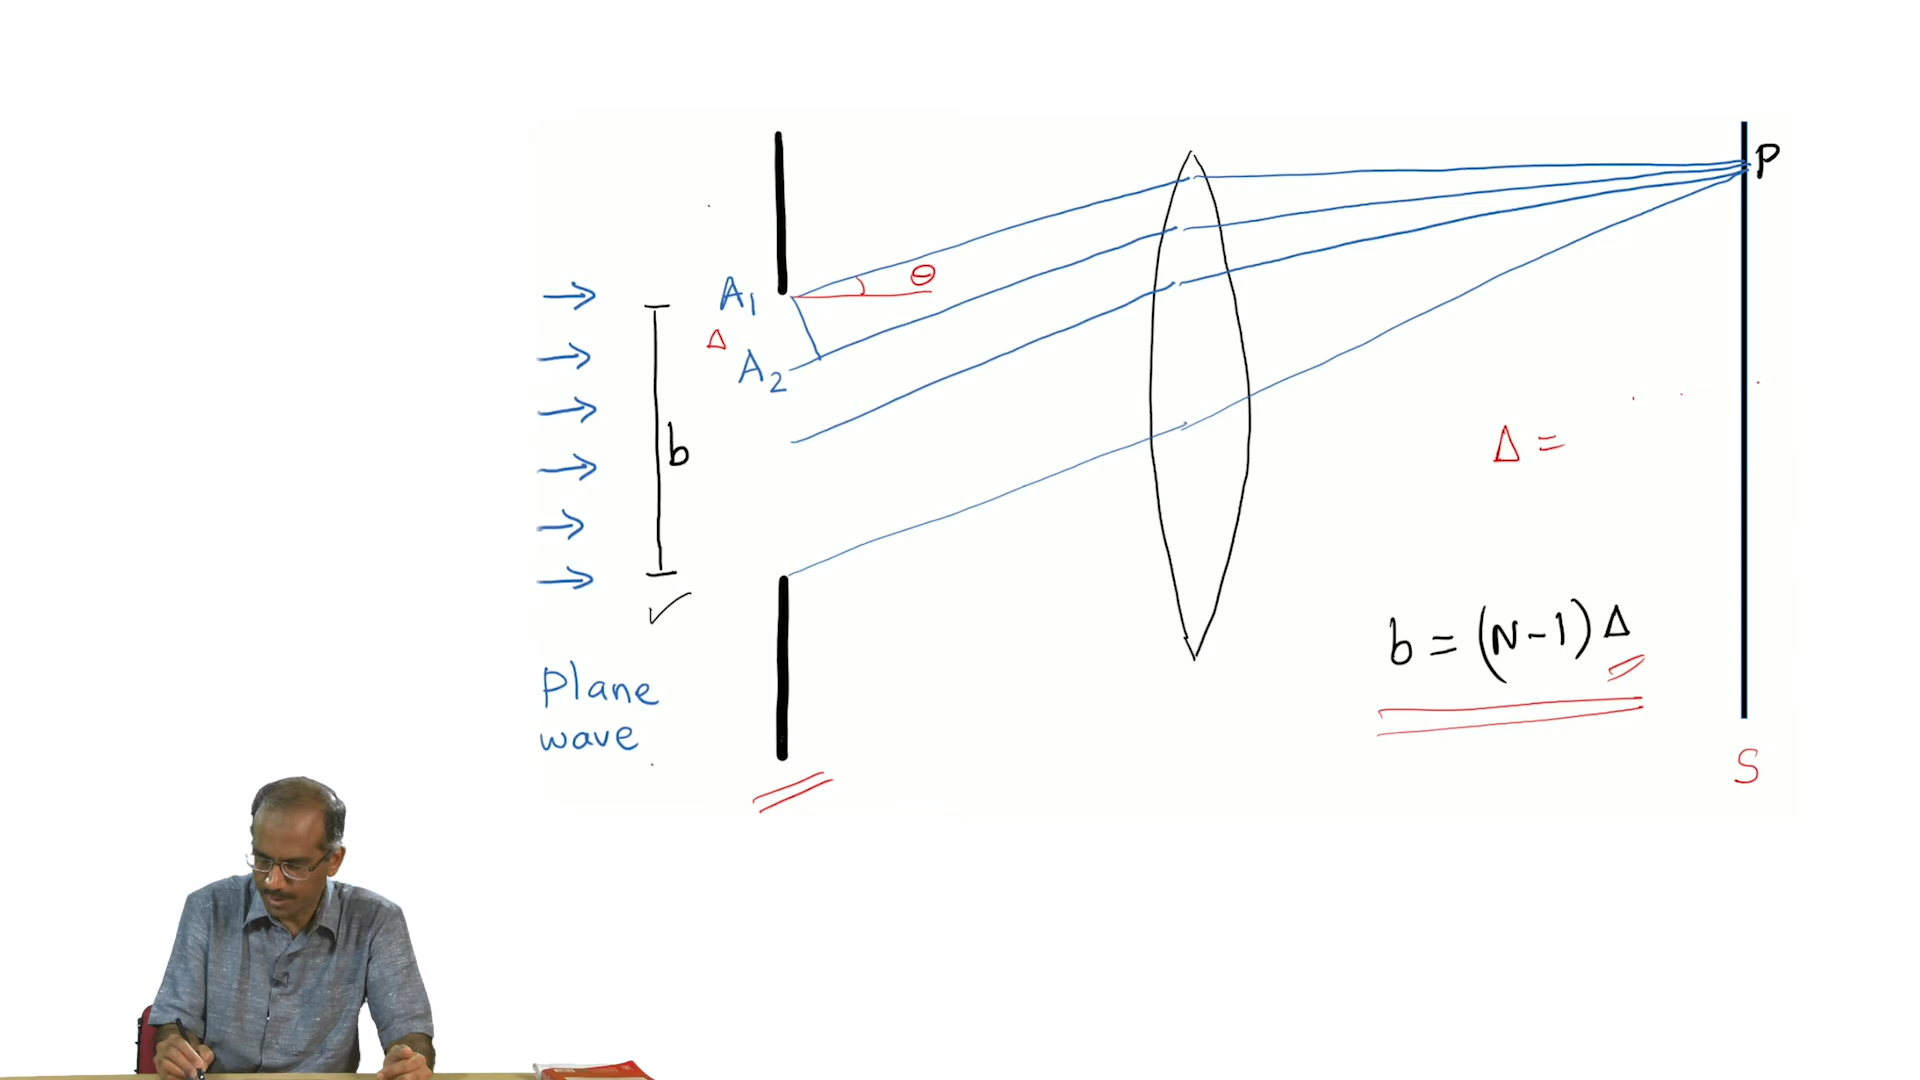 P
θ
A₁
Δ
A₂
b
Δ =
b = (N-1) Δ
Plane
wave
S